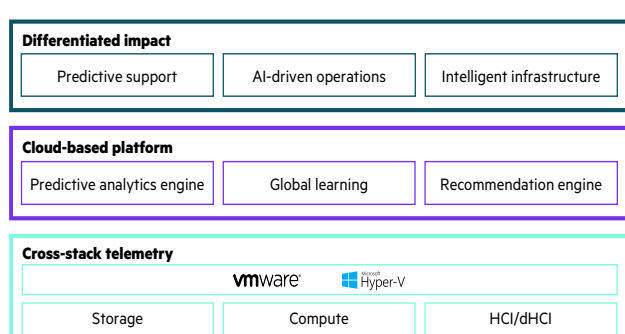 Differentiated impact
Predictive support AI-driven operations Intelligent infrastructure
Cloud-based platform
Predictive analytics engine Global learning Recommendation engine
Cross-stack telemetry
vmware Microsoft Hyper-V
Storage Compute HCI/dHCI